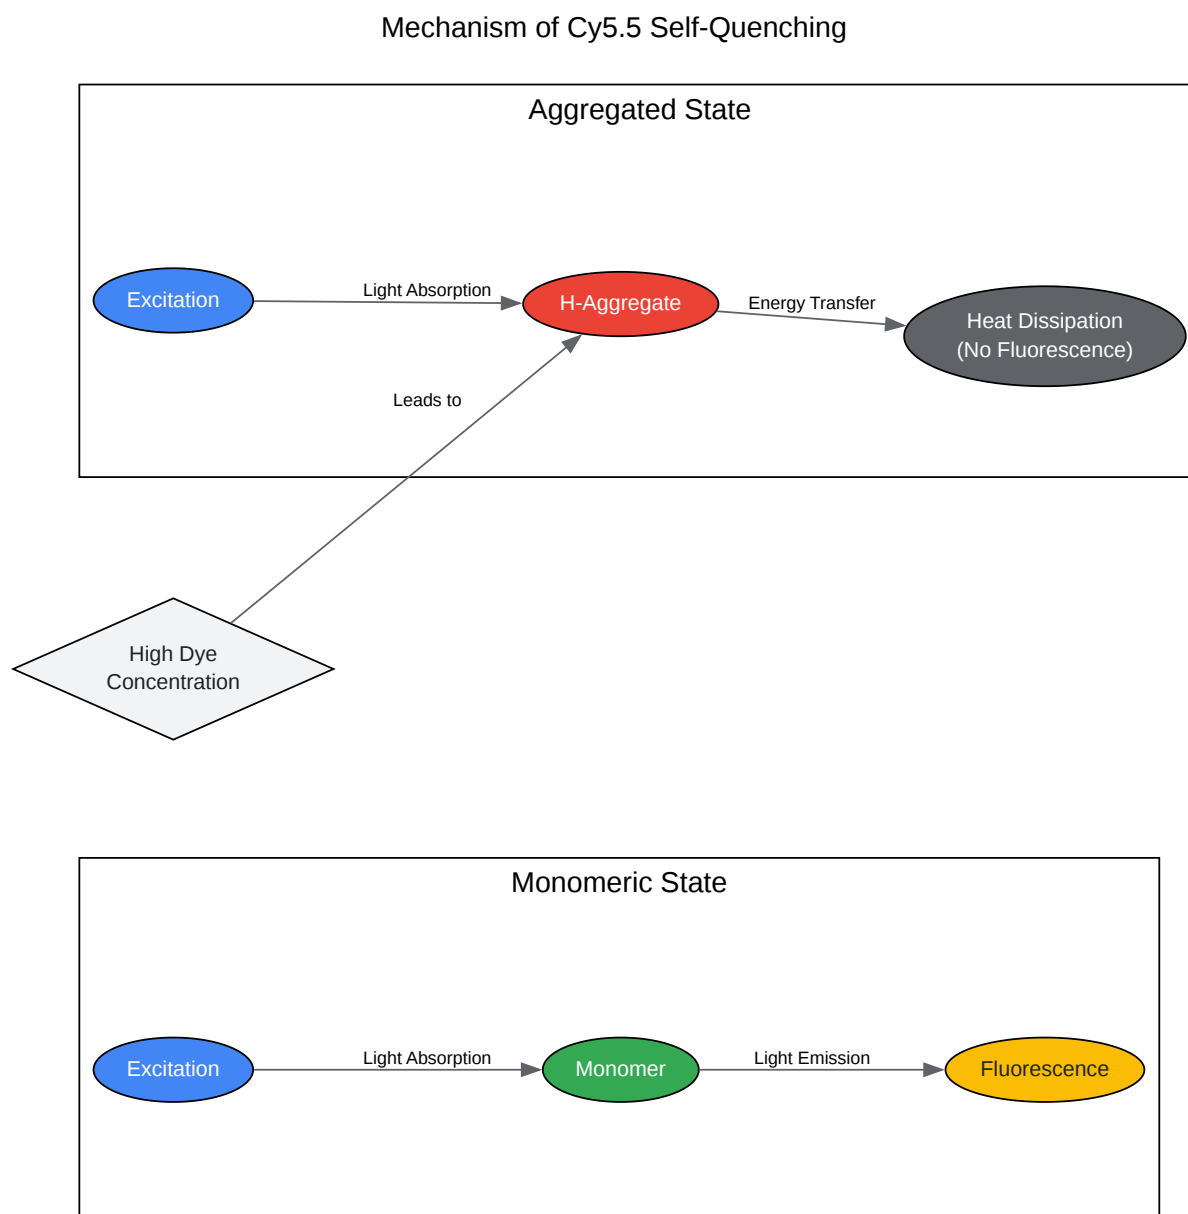 Mechanism of Cy5.5 Self-Quenching
Aggregated State
Excitation
Light Absorption
H-Aggregate
Energy Transfer
Heat Dissipation
(No Fluorescence)
Leads to
High Dye
Concentration
Monomeric State
Excitation
Light Absorption
Monomer
Light Emission
Fluorescence